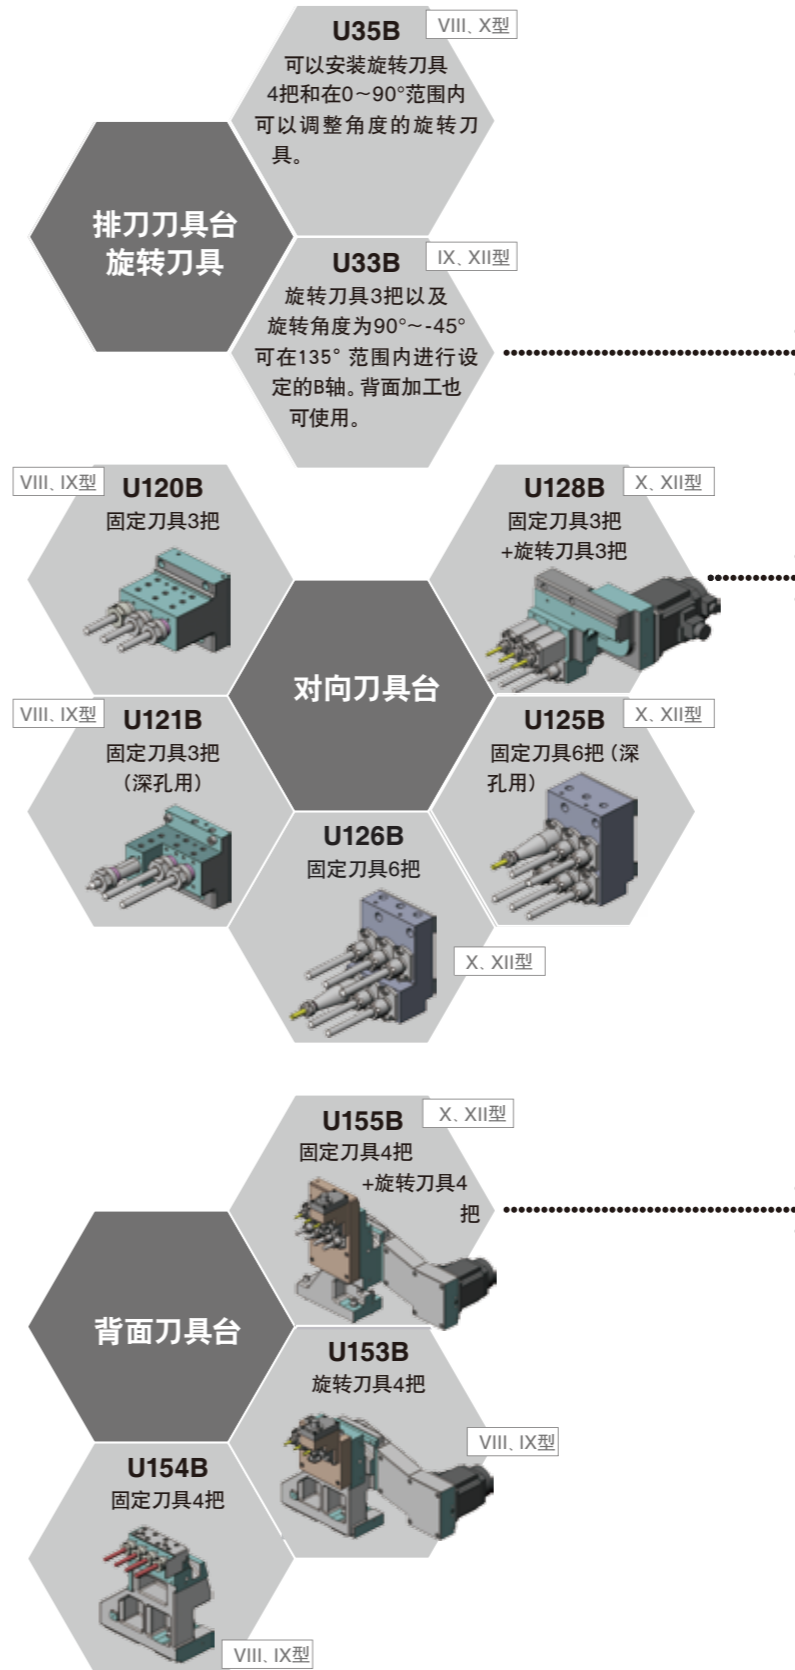 U35B
VIII、X型
可以安装旋转刀具
4把和在0~90°范围内
可以调整角度的旋转刀
具。
排刀刀具台
旋转刀具
U33B
IX、XII型
旋转刀具3把以及
旋转角度为90°~-45°
可在135° 范围内进行设
定的B轴。背面加工也
可使用。
VIII、IX型
U120B
固定刀具3把
U128B
X、XII型
固定刀具3把
+旋转刀具3把
对向刀具台
VIII、IX型
U121B
固定刀具3把
(深孔用)
U125B
X、XII型
固定刀具6把 (深
孔用)
U126B
固定刀具6把
X、XII型
U155B
X、XII型
固定刀具4把
+旋转刀具4
把
背面刀具台
U153B
旋转刀具4把
VIII、IX型
U154B
固定刀具4把
VIII、IX型